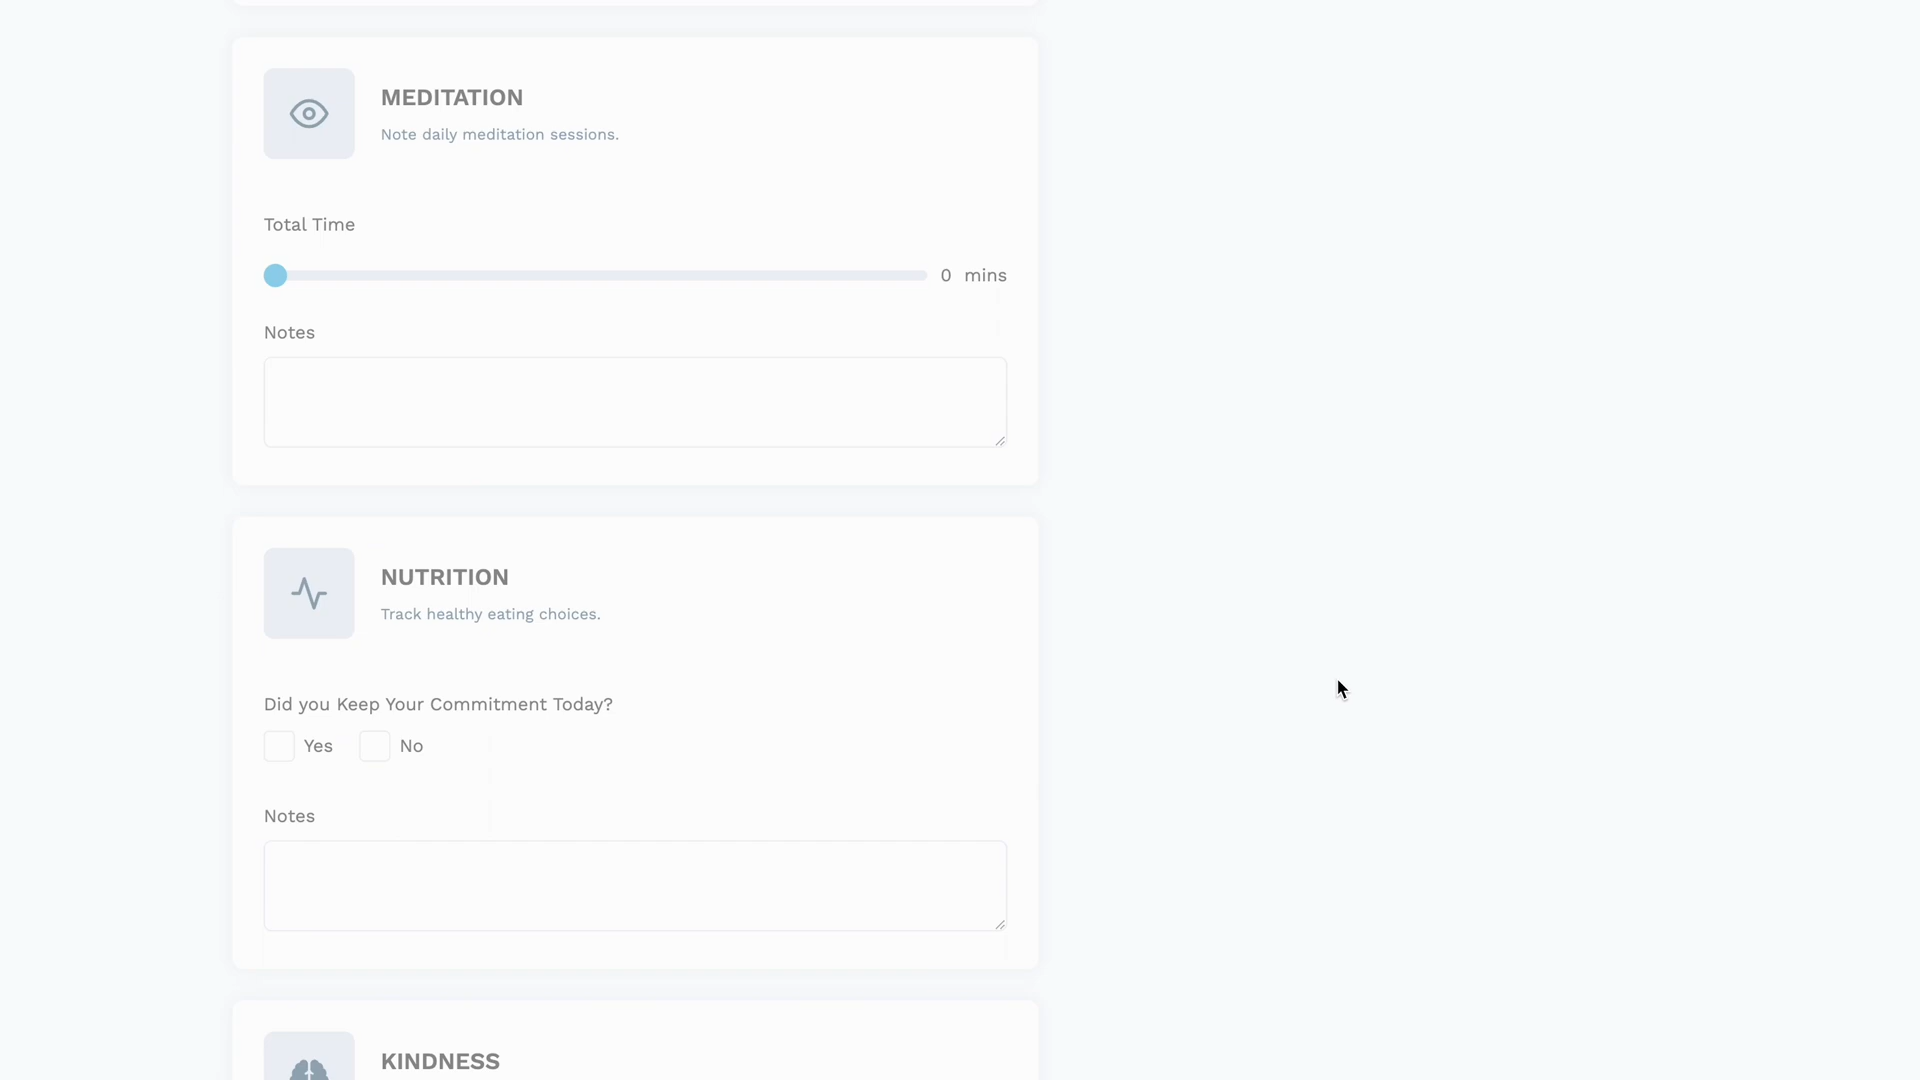 MEDITATION
Note daily meditation sessions.
Total Time
0 mins
Notes
NUTRITION
Track healthy eating choices.
Did you Keep Your Commitment Today?
Yes No
Notes
KINDNESS